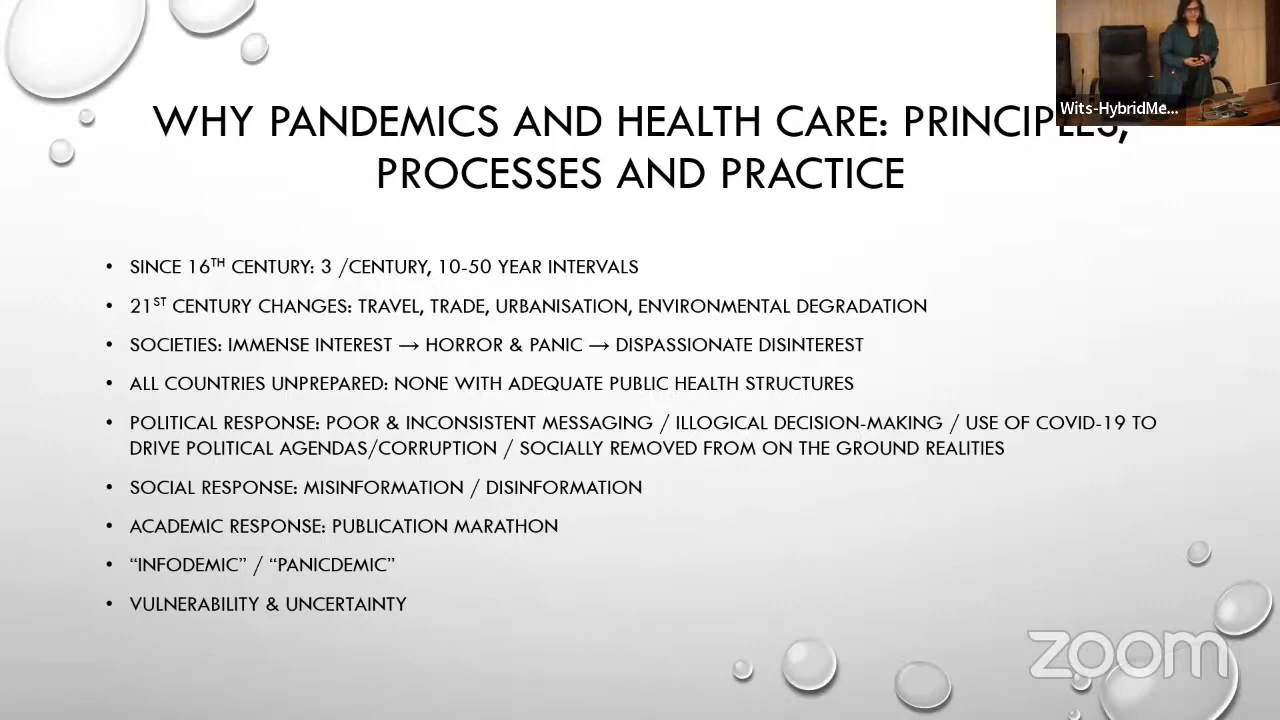 WHY PANDEMICS AND HEALTH CARE: PRINCIPLES,
PROCESSES AND PRACTICE
Wits-HybridMe...
• SINCE 16TH CENTURY: 3 /CENTURY, 10-50 YEAR INTERVALS
• 21ST CENTURY CHANGES: TRAVEL, TRADE, URBANISATION, ENVIRONMENTAL DEGRADATION
• SOCIETIES: IMMENSE INTEREST → HORROR & PANIC → DISPASSIONATE DISINTEREST
• ALL COUNTRIES UNPREPARED: NONE WITH ADEQUATE PUBLIC HEALTH STRUCTURES
• POLITICAL RESPONSE: POOR & INCONSISTENT MESSAGING / ILLOGICAL DECISION-MAKING / USE OF COVID-19 TO
DRIVE POLITICAL AGENDAS/CORRUPTION / SOCIALLY REMOVED FROM ON THE GROUND REALITIES
• SOCIAL RESPONSE: MISINFORMATION / DISINFORMATION
• ACADEMIC RESPONSE: PUBLICATION MARATHON
• “INFODEMIC” / “PANICDEMIC”
• VULNERABILITY & UNCERTAINTY
zoom